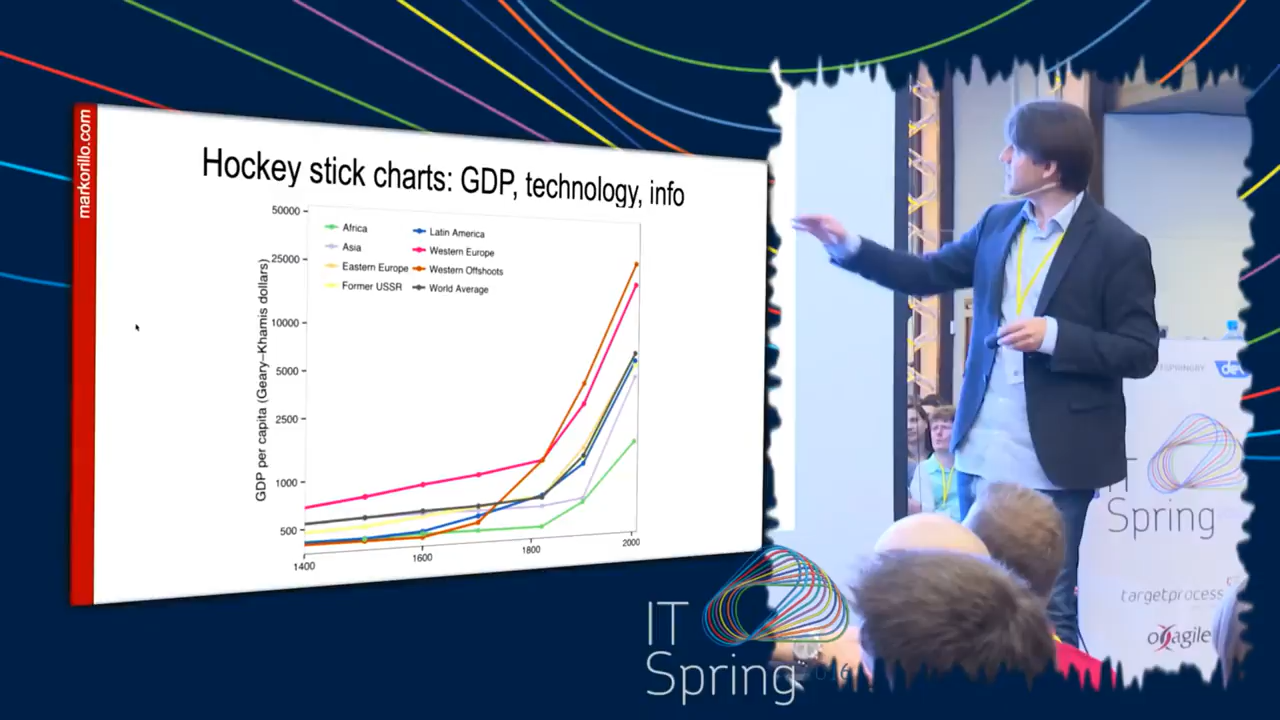 markorillo.com
Hockey stick charts: GDP, technology, info
GDP per capita (Geary–Khamis dollars)
50000
25000
10000
5000
2500
1000
500
1400
1600
1800
2000
Africa
Asia
Eastern Europe
Former USSR
Latin America
Western Europe
Western Offshoots
World Average
IT
Spring
IT
Spring
targetprocess